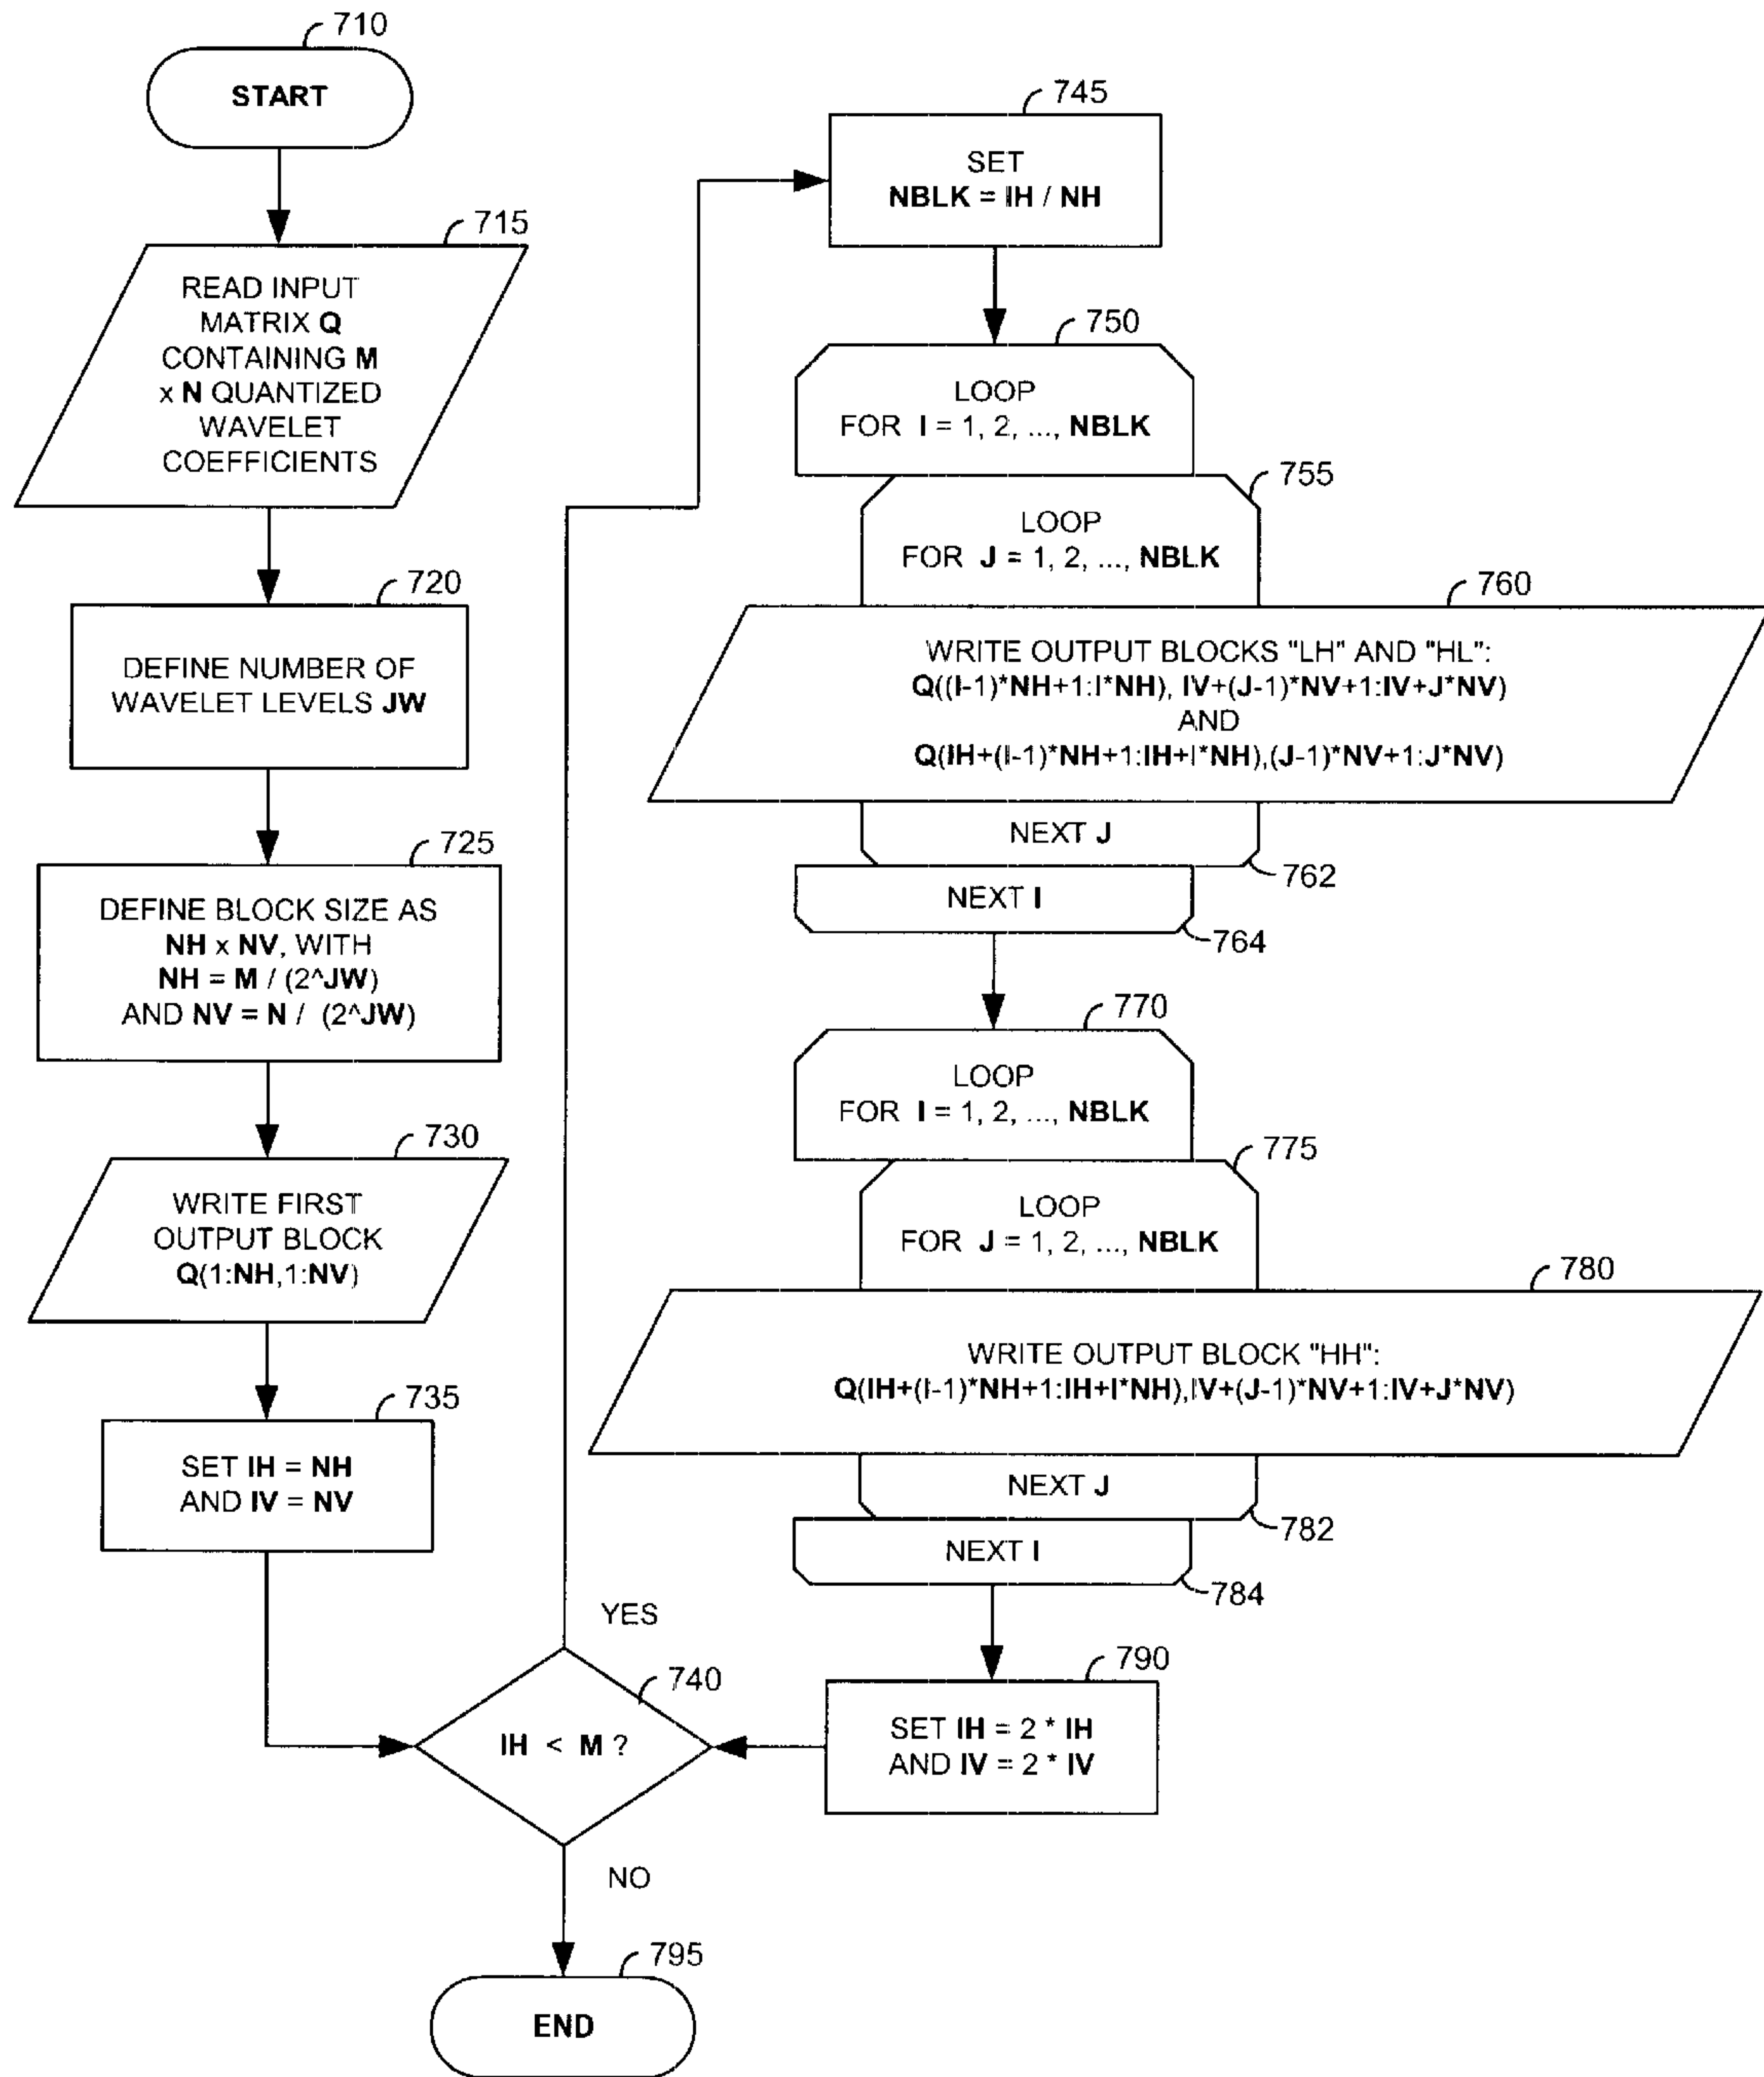 710
START
715
READ INPUT
MATRIX Q
CONTAINING M
x N QUANTIZED
WAVELET
COEFFICIENTS
720
DEFINE NUMBER OF
WAVELET LEVELS JW
725
DEFINE BLOCK SIZE AS
NH x NV, WITH
NH = M / (2^JW)
AND NV = N / (2^JW)
730
WRITE FIRST
OUTPUT BLOCK
Q(1:NH,1:NV)
735
SET IH = NH
AND IV = NV
YES
740
IH < M ?
NO
795
END
745
SET
NBLK = IH / NH
750
LOOP
FOR I = 1, 2, ..., NBLK
755
LOOP
FOR J = 1, 2, ..., NBLK
760
WRITE OUTPUT BLOCKS "LH" AND "HL":
Q((I-1)*NH+1:I*NH), IV+(J-1)*NV+1:IV+J*NV)
AND
Q(IH+(I-1)*NH+1:IH+I*NH),(J-1)*NV+1:J*NV)
NEXT J
762
NEXT I
764
770
LOOP
FOR I = 1, 2, ..., NBLK
775
LOOP
FOR J = 1, 2, ..., NBLK
780
WRITE OUTPUT BLOCK "HH":
Q(IH+(I-1)*NH+1:IH+I*NH),IV+(J-1)*NV+1:IV+J*NV)
NEXT J
782
NEXT I
784
790
SET IH = 2 * IH
AND IV = 2 * IV